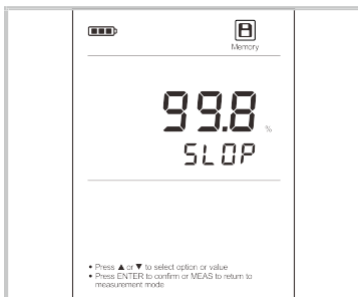 Memory
99.8 %
SLOP
• Press ▲ or ▼ to select option or value
• Press ENTER to confirm or MEAS to return to
measurement mode